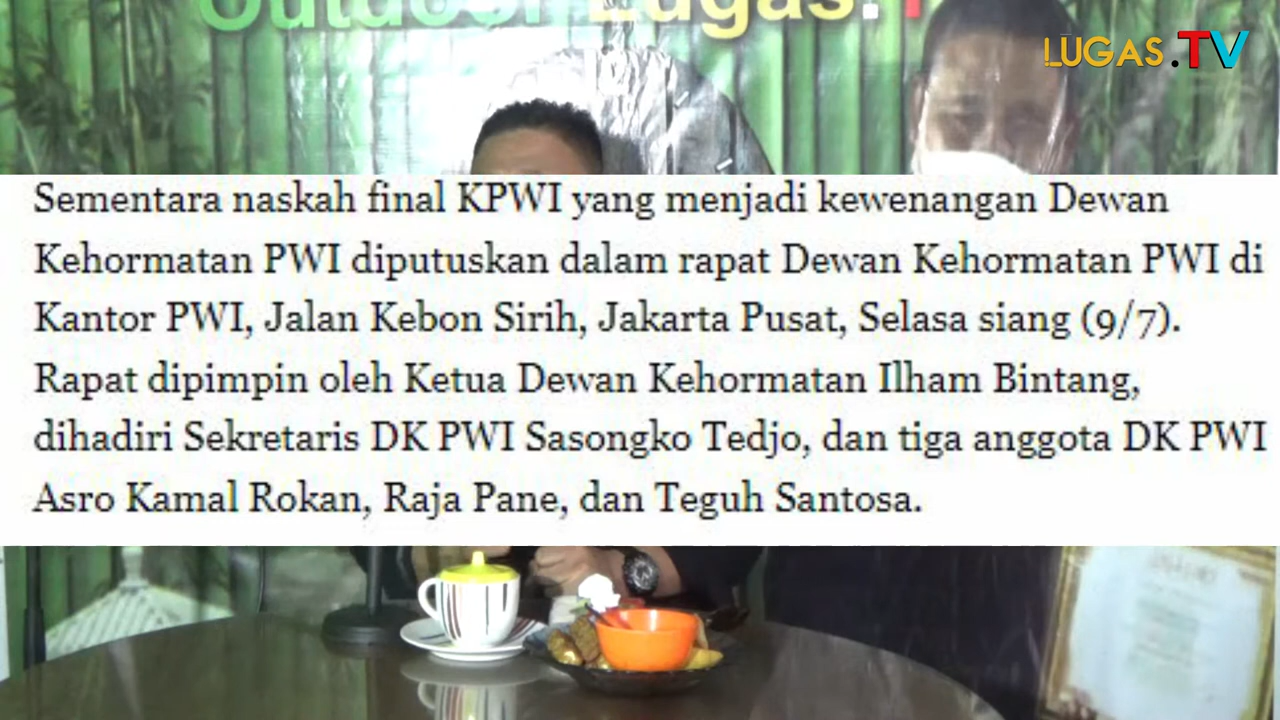 Outdoor Lugas.T
LUGAS.TV
Sementara naskah final KPWI yang menjadi kewenangan Dewan
Kehormatan PWI diputuskan dalam rapat Dewan Kehormatan PWI di
Kantor PWI, Jalan Kebon Sirih, Jakarta Pusat, Selasa siang (9/7).
Rapat dipimpin oleh Ketua Dewan Kehormatan Ilham Bintang,
dihadiri Sekretaris DK PWI Sasongko Tedjo, dan tiga anggota DK PWI
Asro Kamal Rokan, Raja Pane, dan Teguh Santosa.